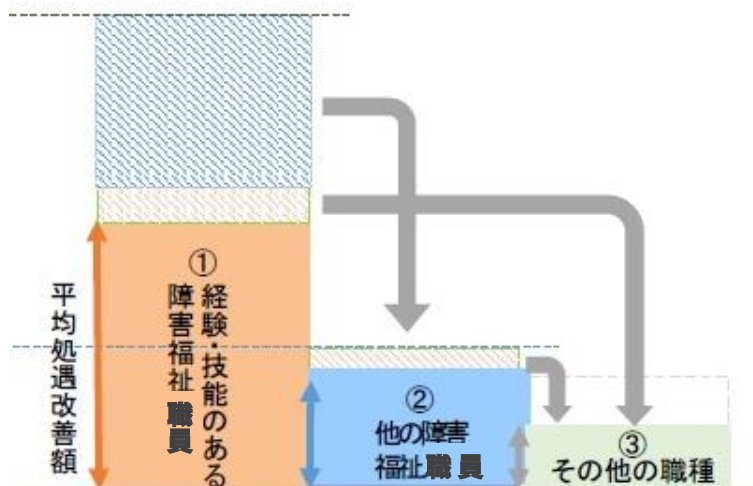 平均処遇改善額
①
経験・技能のある
障害福祉職員
②
他の障害
福祉職員
③
その他の職種